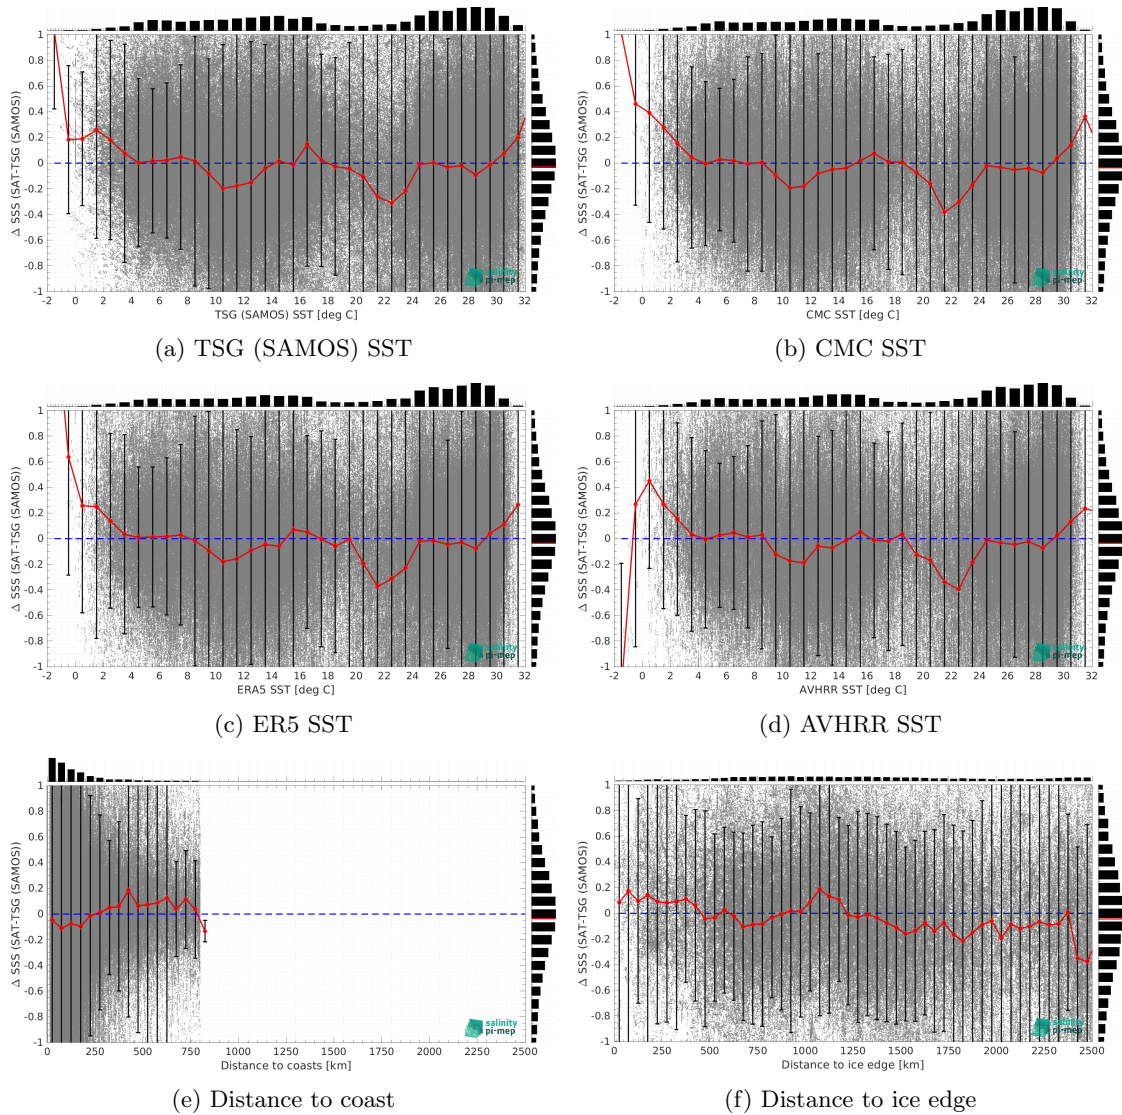 1
0.8
0.6
0.4
0.2
0
-0.2
-0.4
-0.6
-0.8
-1
Δ SSS (SAT-TSG (SAMOS))
-2 0 2 4 6 8 10 12 14 16 18 20 22 24 26 28 30 32
TSG (SAMOS) SST [deg C]
salinity
pi-mep
(a) TSG (SAMOS) SST
1
0.8
0.6
0.4
0.2
0
-0.2
-0.4
-0.6
-0.8
-1
Δ SSS (SAT-TSG (SAMOS))
-2 0 2 4 6 8 10 12 14 16 18 20 22 24 26 28 30 32
CMC SST [deg C]
salinity
pi-mep
(b) CMC SST
1
0.8
0.6
0.4
0.2
0
-0.2
-0.4
-0.6
-0.8
-1
Δ SSS (SAT-TSG (SAMOS))
-2 0 2 4 6 8 10 12 14 16 18 20 22 24 26 28 30 32
ERA5 SST [deg C]
salinity
pi-mep
(c) ER5 SST
1
0.8
0.6
0.4
0.2
0
-0.2
-0.4
-0.6
-0.8
-1
Δ SSS (SAT-TSG (SAMOS))
-2 0 2 4 6 8 10 12 14 16 18 20 22 24 26 28 30 32
AVHRR SST [deg C]
salinity
pi-mep
(d) AVHRR SST
1
0.8
0.6
0.4
0.2
0
-0.2
-0.4
-0.6
-0.8
-1
Δ SSS (SAT-TSG (SAMOS))
0 250 500 750 1000 1250 1500 1750 2000 2250 2500
Distance to coasts [km]
salinity
pi-mep
(e) Distance to coast
1
0.8
0.6
0.4
0.2
0
-0.2
-0.4
-0.6
-0.8
-1
Δ SSS (SAT-TSG (SAMOS))
0 250 500 750 1000 1250 1500 1750 2000 2250 2500
Distance to ice edge [km]
salinity
pi-mep
(f) Distance to ice edge